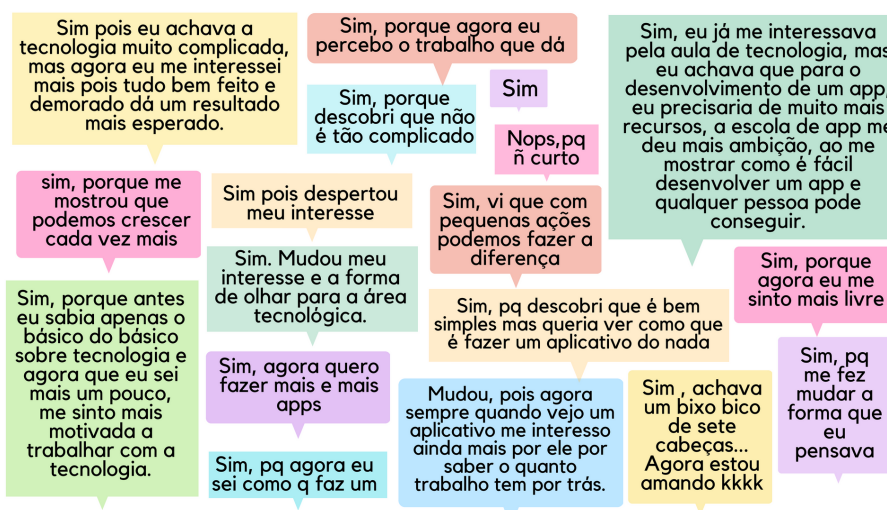 Sim pois eu achava a
tecnologia muito complicada,
mas agora eu me interessei
mais pois tudo bem feito e
demorado dá um resultado
mais esperado.
Sim, porque agora eu
percebo o trabalho que dá
Sim, porque
descobri que não
é tão complicado
Sim
Nops,pq
ñ curto
Sim, eu já me interessava
pela aula de tecnologia, mas
eu achava que para o
desenvolvimento de um app,
eu precisaria de muito mais
recursos, a escola de app me
deu mais ambição, ao me
mostrar como é fácil
desenvolver um app e
qualquer pessoa pode
conseguir.
sim, porque me
mostrou que
podemos crescer
cada vez mais
Sim pois despertou
meu interesse
Sim, vi que com
pequenas ações
podemos fazer a
diferença
Sim. Mudou meu
interesse e a forma
de olhar para a área
tecnológica.
Sim, porque
agora eu me
sinto mais livre
Sim, porque antes
eu sabia apenas o
básico do básico
sobre tecnologia e
agora que eu sei
mais um pouco,
me sinto mais
motivada a
trabalhar com a
tecnologia.
Sim, pq descobri que é bem
simples mas queria ver como que
é fazer um aplicativo do nada
Sim, agora quero
fazer mais e mais
apps
Sim, pq
me fez
mudar a
forma que
eu
pensava
Mudou, pois agora
sempre quando vejo um
aplicativo me interesso
ainda mais por ele por
saber o quanto
trabalho tem por trás.
Sim , achava
um bixo bico
de sete
cabeças...
Agora estou
amando kkkk
Sim, pq agora eu
sei como q faz um